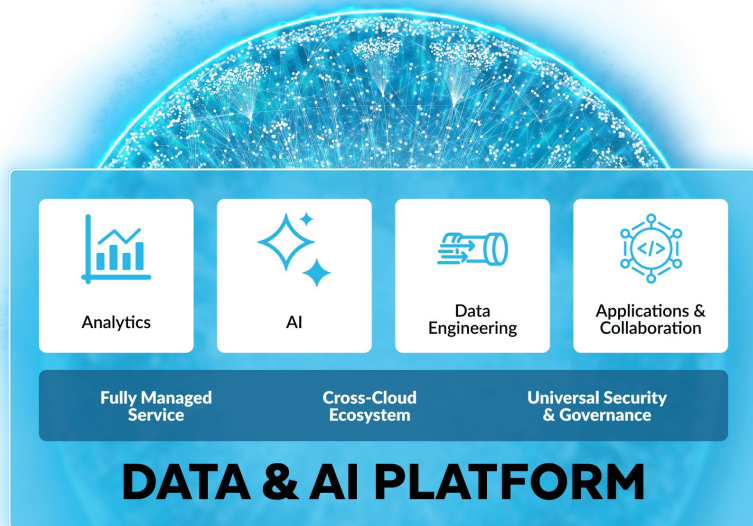 Analytics
AI
Data
Engineering
Applications &
Collaboration
</>
Fully Managed
Service
Cross-Cloud
Ecosystem
Universal Security
& Governance
DATA & AI PLATFORM